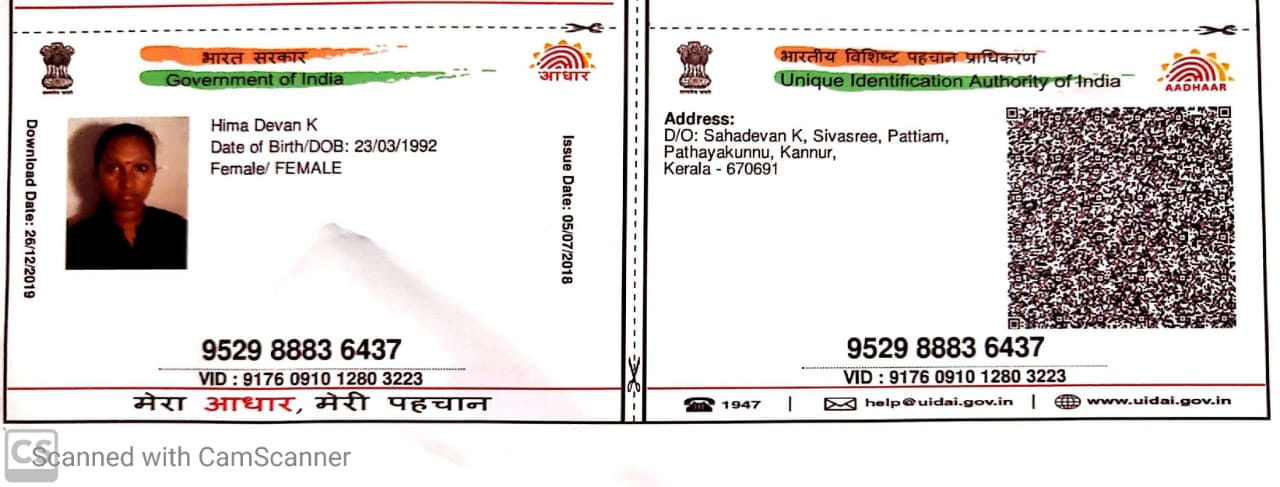 भारत सरकार
Government of India
आधार
Download Date: 26/12/2019
Hima Devan K
Date of Birth/DOB: 23/03/1992
Female/ FEMALE
Issue Date: 05/07/2018
9529 8883 6437
VID : 9176 0910 1280 3223
मेरा आधार, मेरी पहचान
भारतीय विशिष्ट पहचान प्राधिकरण
Unique Identification Authority of India
AADHAAR
Address:
D/O: Sahadevan K, Sivasree, Pattiam,
Pathayakunnu, Kannur,
Kerala - 670691
9529 8883 6437
VID : 9176 0910 1280 3223
1947 | help@uidai.gov.in | www.uidai.gov.in
CS Scanned with CamScanner